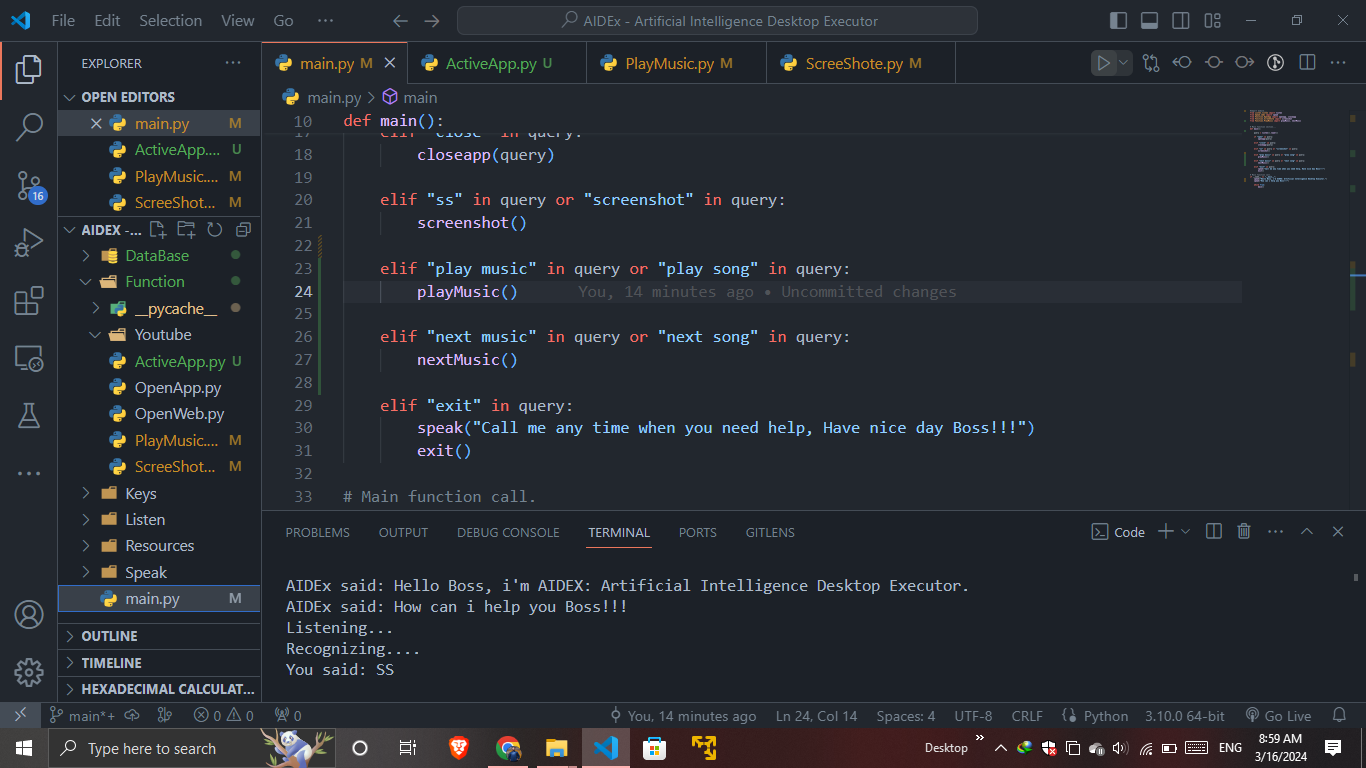 File Edit Selection View Go ··· AIDEx - Artificial Intelligence Desktop Executor
EXPLORER ···
OPEN EDITORS
main.py M
ActiveApp.... U
PlayMusic.... M
ScreeShot... M
AIDEX -...
DataBase
Function
__pycache__
Youtube
ActiveApp.py U
OpenApp.py
OpenWeb.py
PlayMusic.... M
ScreeShot... M
Keys
Listen
Resources
Speak
main.py M
OUTLINE
TIMELINE
HEXADECIMAL CALCULAT...
16
main.py M ActiveApp.py U PlayMusic.py M ScreeShote.py M
main.py > main
10 def main():
17 elif "close" in query:
18 closeapp(query)
19
20 elif "ss" in query or "screenshot" in query:
21 screenshot()
22
23 elif "play music" in query or "play song" in query:
24 playMusic() You, 14 minutes ago • Uncommitted changes
25
26 elif "next music" in query or "next song" in query:
27 nextMusic()
28
29 elif "exit" in query:
30 speak("Call me any time when you need help, Have nice day Boss!!!")
31 exit()
32
33 # Main function call.
PROBLEMS OUTPUT DEBUG CONSOLE TERMINAL PORTS GITLENS Code
AIDEx said: Hello Boss, i'm AIDEX: Artificial Intelligence Desktop Executor.
AIDEx said: How can i help you Boss!!!
Listening...
Recognizing....
You said: SS
main*+ 0 0 0 You, 14 minutes ago Ln 24, Col 14 Spaces: 4 UTF-8 CRLF Python 3.10.0 64-bit Go Live
Type here to search Desktop » ENG 8:59 AM
3/16/2024